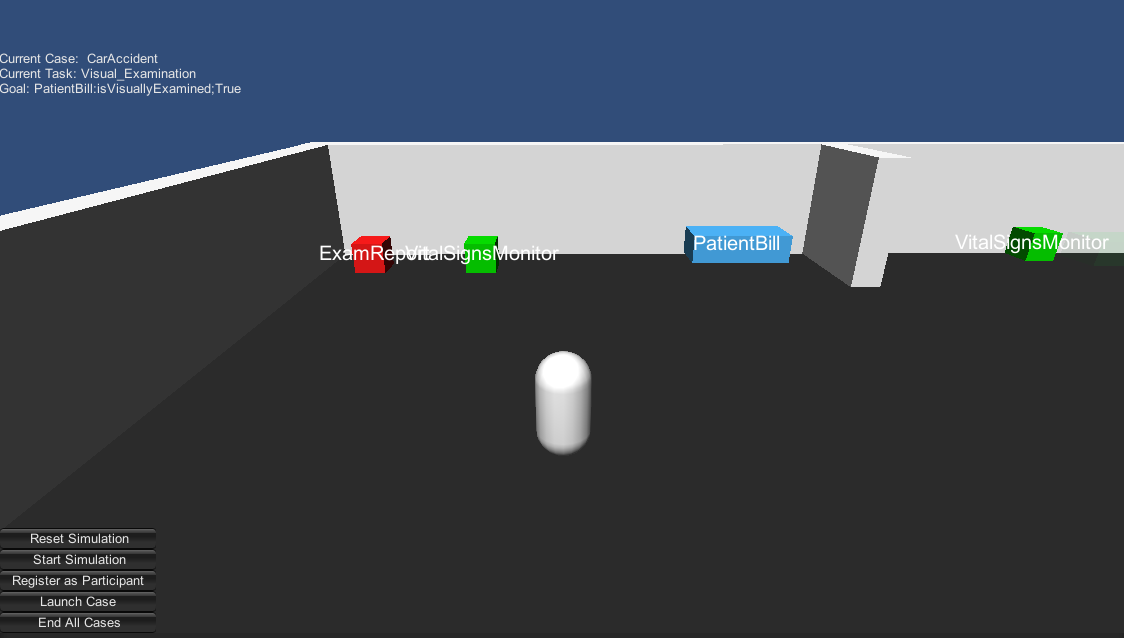 Current Case:  CarAccident
Current Task: Visual_Examination
Goal: PatientBill:isVisuallyExamined;True
ExamReport
VitalSignsMonitor
PatientBill
VitalSignsMonitor
Reset Simulation
Start Simulation
Register as Participant
Launch Case
End All Cases